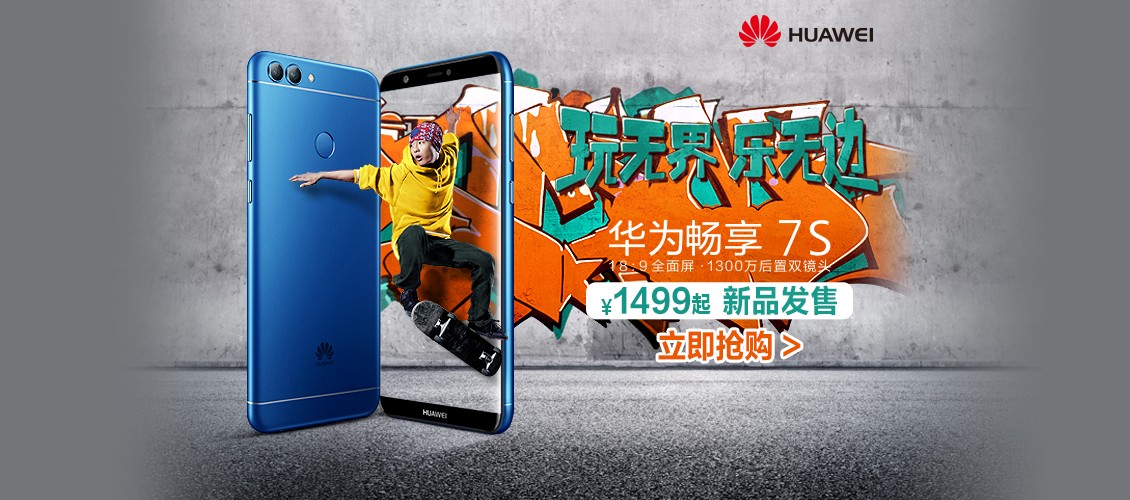 HUAWEI
玩无界 乐无边
华为畅享 7S
18:9全面屏·1300万后置双镜头
¥1499起 新品发售
立即抢购 >
HUAWEI